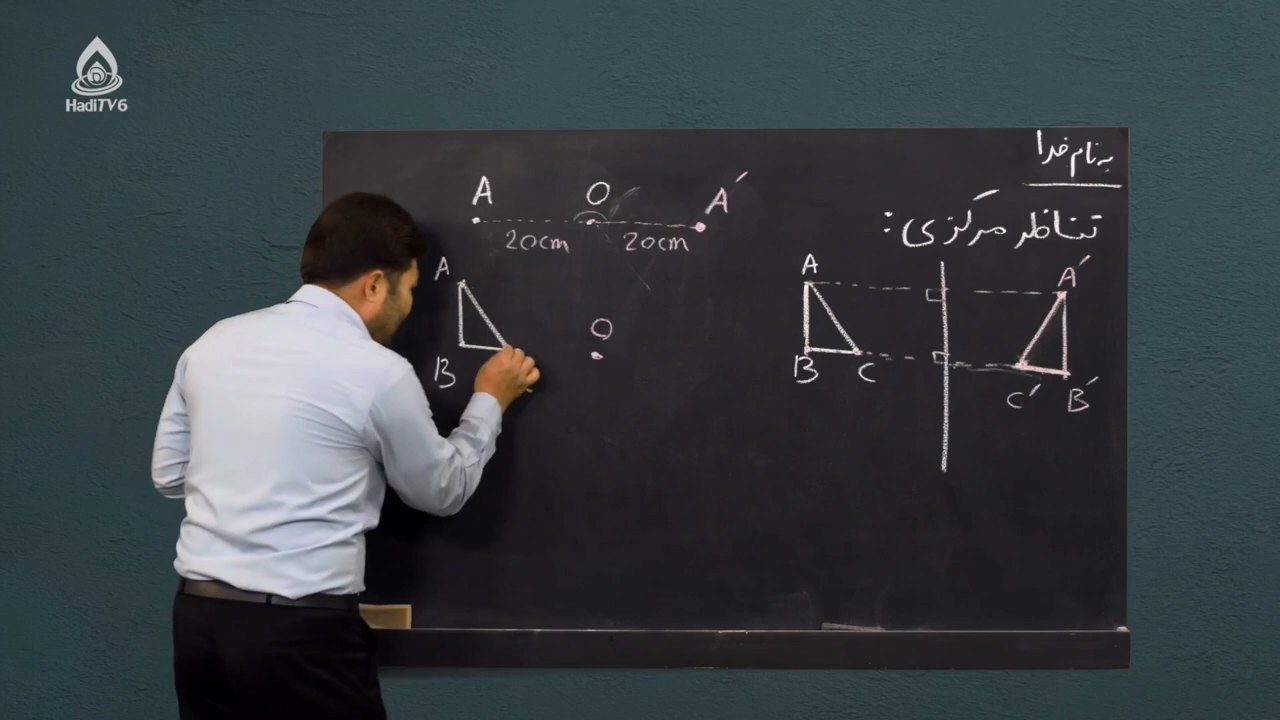 HadiTV6
به نام خدا
تناظر مرکزی :
A O A′
20cm 20cm
A
B
O
A A′
B C
C′ B′